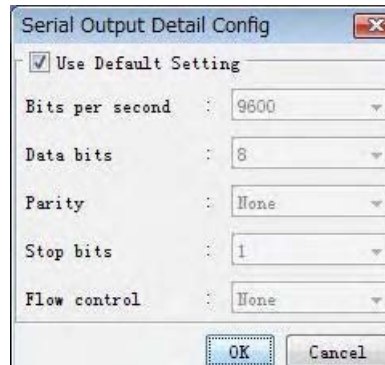 Serial Output Detail Config
Use Default Setting
Bits per second : 9600
Data bits : 8
Parity : None
Stop bits : 1
Flow control : None
OK Cancel